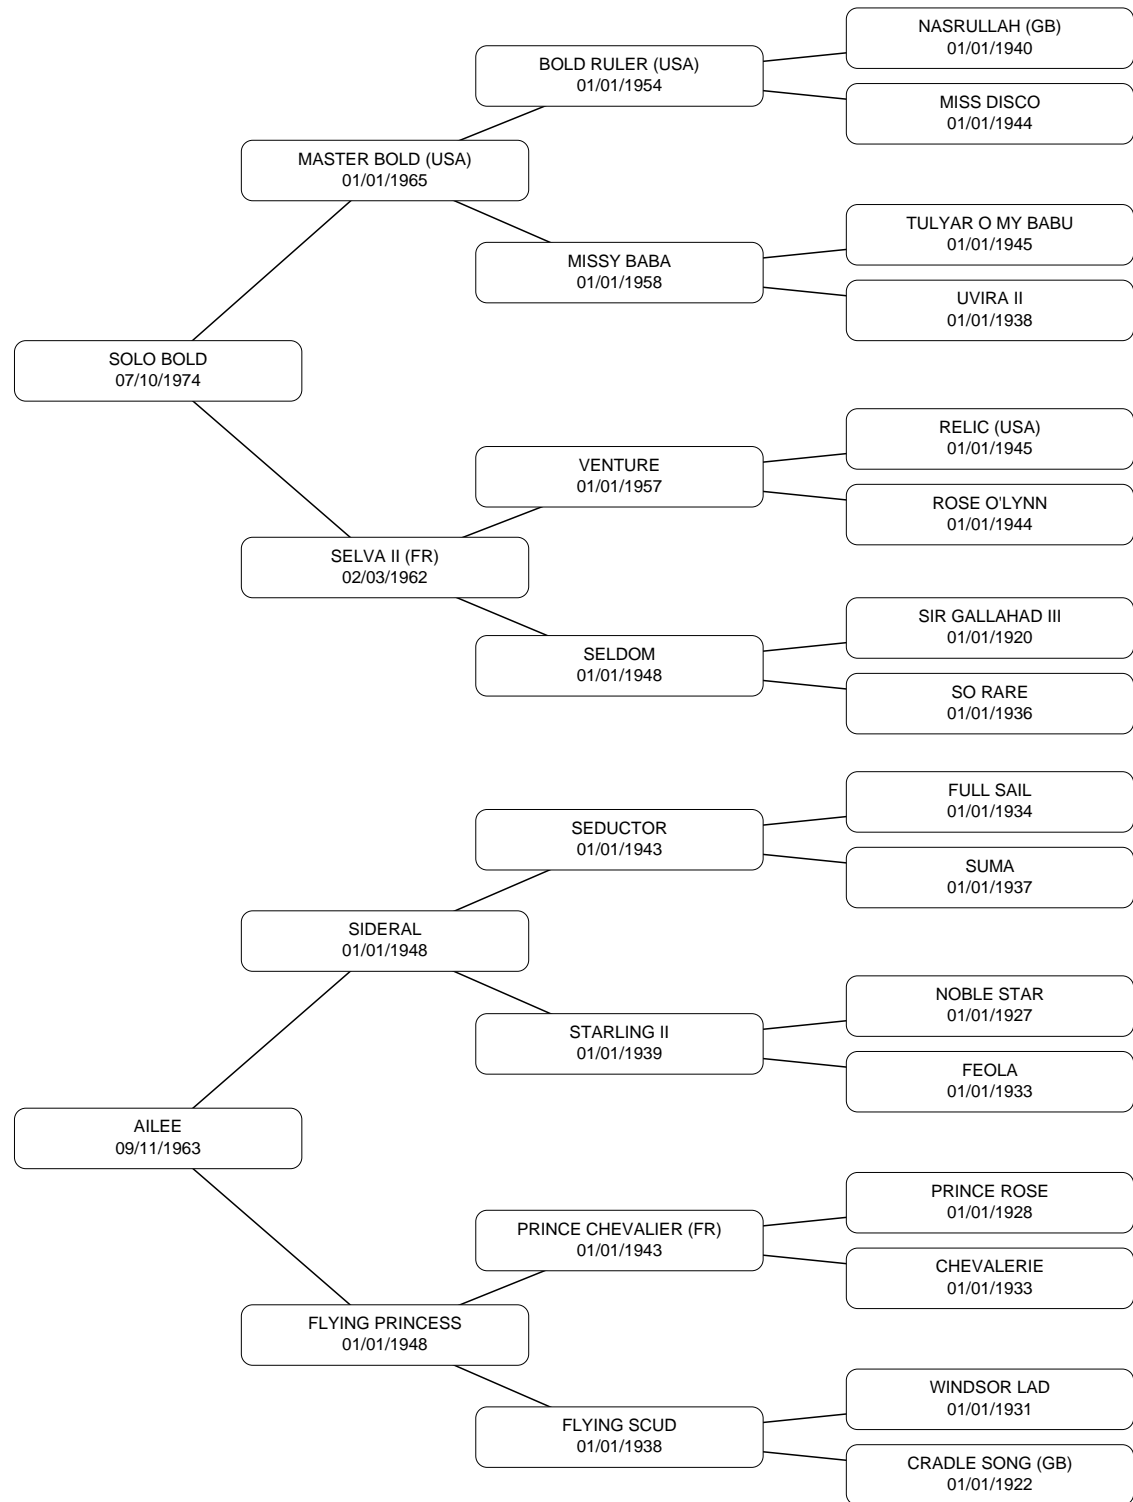 NASRULLAH (GB)
01/01/1940
BOLD RULER (USA)
01/01/1954
MISS DISCO
01/01/1944
MASTER BOLD (USA)
01/01/1965
TULYAR O MY BABU
01/01/1945
MISSY BABA
01/01/1958
UVIRA II
01/01/1938
SOLO BOLD
07/10/1974
RELIC (USA)
01/01/1945
VENTURE
01/01/1957
ROSE O'LYNN
01/01/1944
SELVA II (FR)
02/03/1962
SIR GALLAHAD III
01/01/1920
SELDOM
01/01/1948
SO RARE
01/01/1936
FULL SAIL
01/01/1934
SEDUCTOR
01/01/1943
SUMA
01/01/1937
SIDERAL
01/01/1948
NOBLE STAR
01/01/1927
STARLING II
01/01/1939
FEOLA
01/01/1933
AILEE
09/11/1963
PRINCE ROSE
01/01/1928
PRINCE CHEVALIER (FR)
01/01/1943
CHEVALERIE
01/01/1933
FLYING PRINCESS
01/01/1948
WINDSOR LAD
01/01/1931
FLYING SCUD
01/01/1938
CRADLE SONG (GB)
01/01/1922